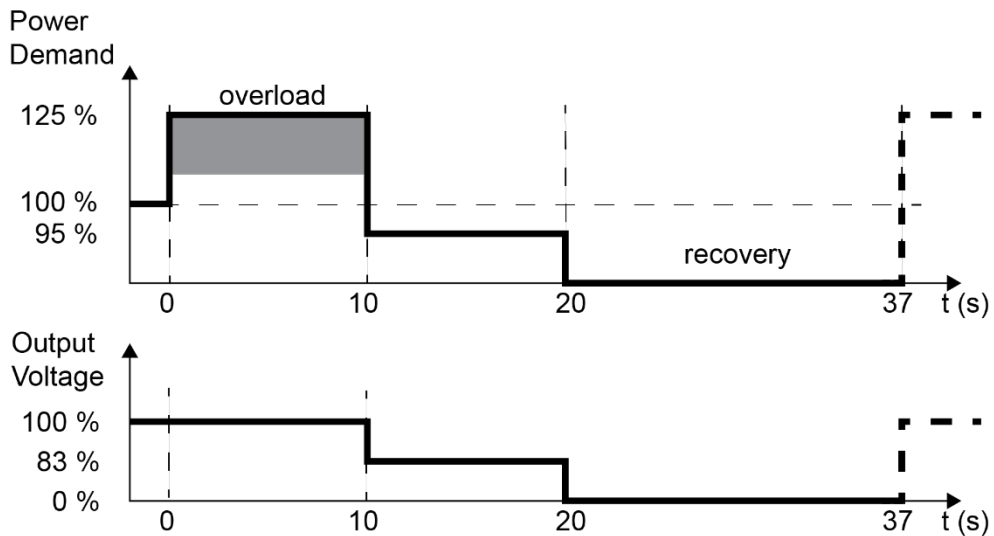 Power
Demand
overload
125 %
100 %
95 %
recovery
0 10 20 37 t (s)
Output
Voltage
100 %
83 %
0 %
0 10 20 37 t (s)